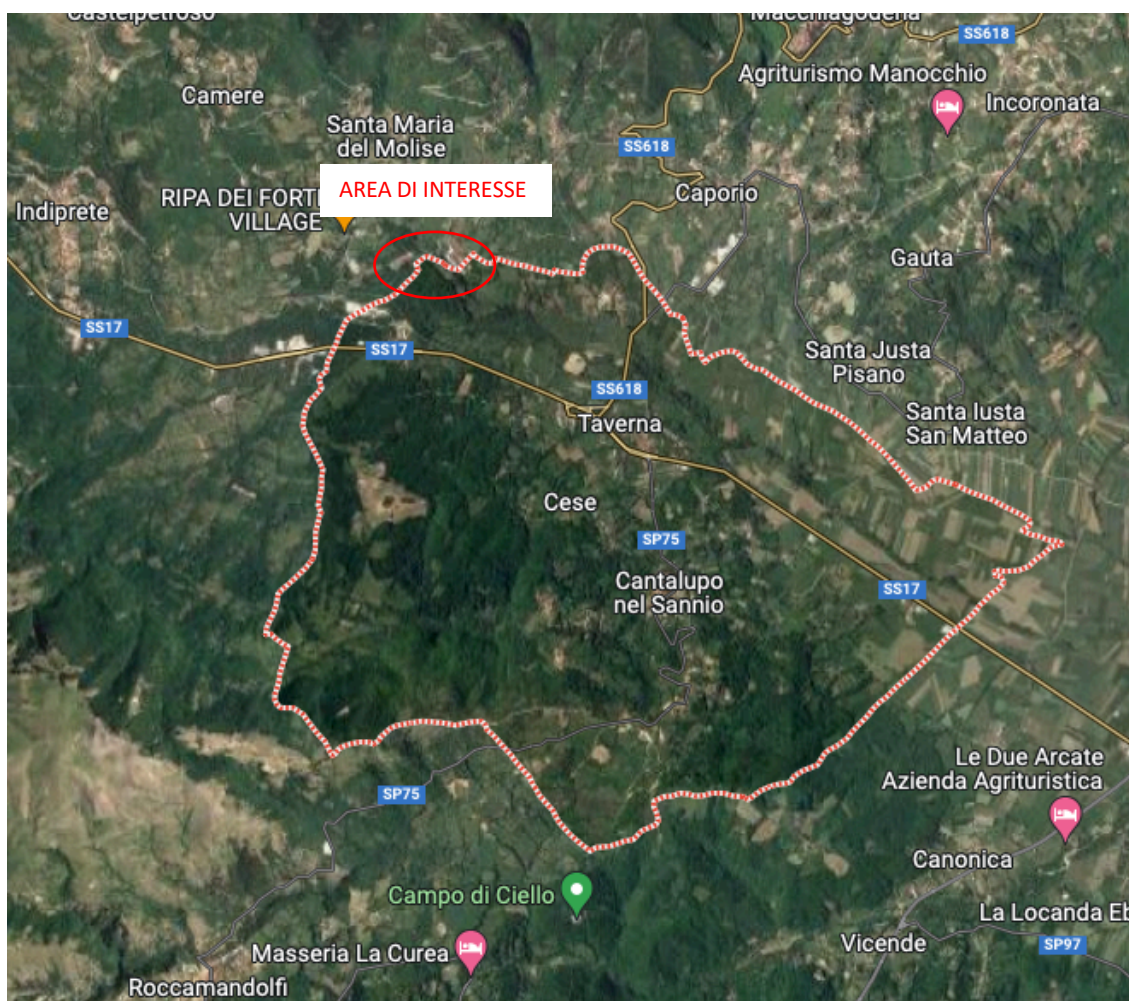 Castelpetroso
Macchiagodena
SS618
Agriturismo Manocchio
Camere
Incoronata
Santa Maria
del Molise
SS618
AREA DI INTERESSE
Caporio
RIPA DEI FORTI
VILLAGE
Indiprete
Gauta
SS17
SS17
Santa Justa
Pisano
SS618
Taverna
Santa Iusta
San Matteo
Cese
SP75
Cantalupo
nel Sannio
SS17
Le Due Arcate
Azienda Agrituristica
SP75
Canonica
Campo di Ciello
La Locanda Eb
Vicende
SP97
Masseria La Curea
Roccamandolfi